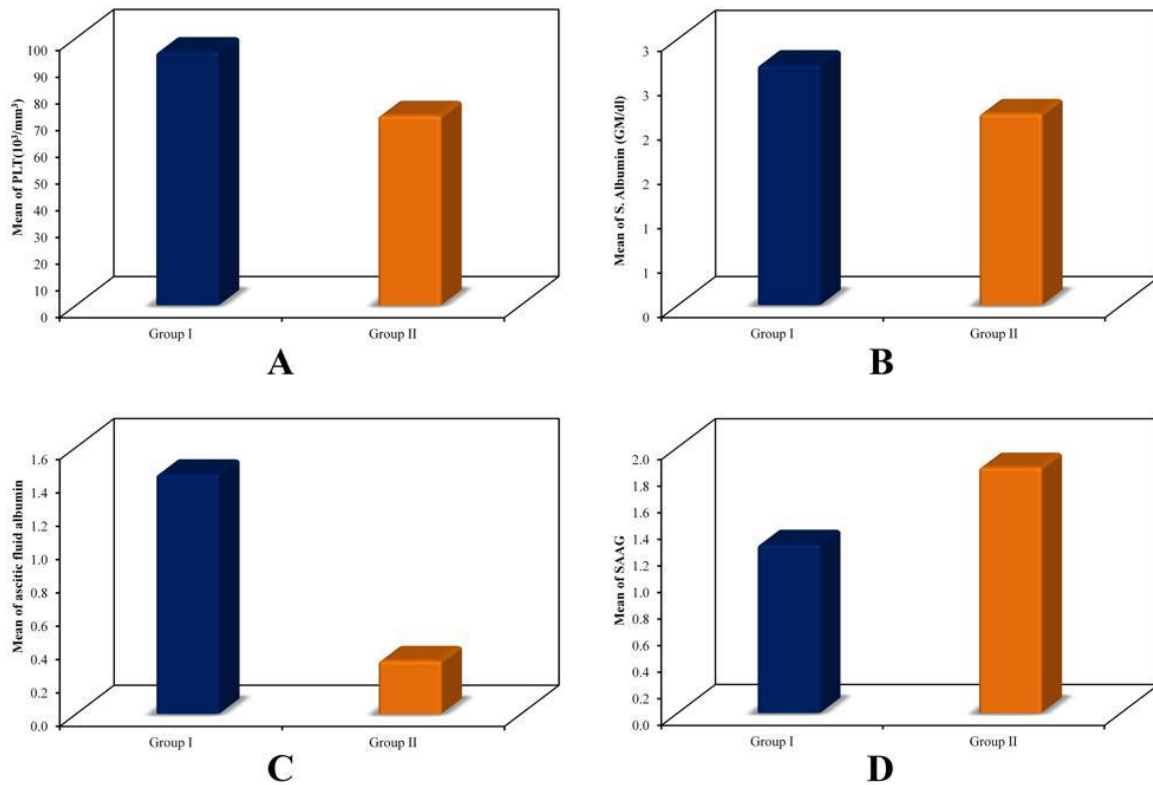 Mean of PLT(10³/mm³)
100
90
80
70
60
50
40
30
20
10
0
Group I
Group II
A
Mean of S. Albumin (GM/dl)
3
3
2
2
1
1
0
Group I
Group II
B
Mean of ascitic fluid albumin
1.6
1.4
1.2
1.0
0.8
0.6
0.4
0.2
0.0
Group I
Group II
C
Mean of SAAG
2.0
1.8
1.6
1.4
1.2
1.0
0.8
0.6
0.4
0.2
0.0
Group I
Group II
D